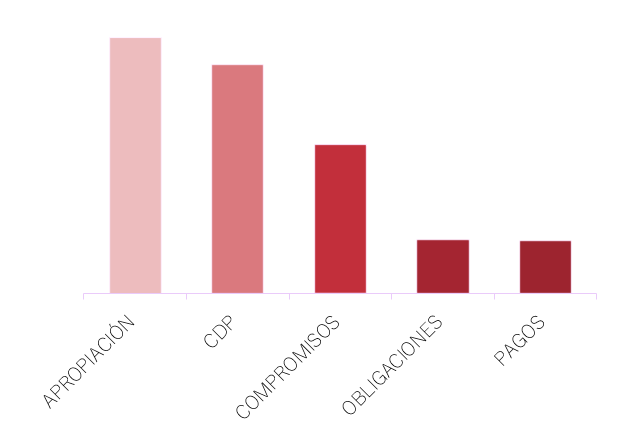 APROPIACIÓN
CDP
COMPROMISOS
OBLIGACIONES
PAGOS